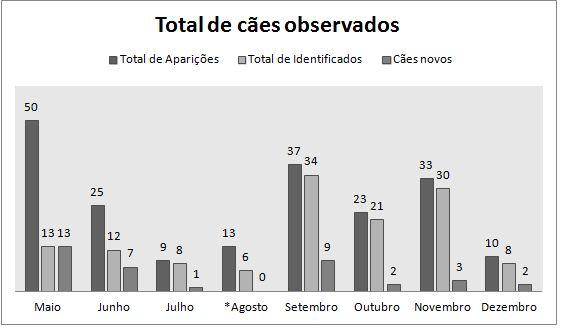 Total de cães observados
Total de Aparições Total de Identificados Cães novos
50 13 13 25 12 7 9 8 1 13 6 0 37 34 9 23 21 2 33 30 3 10 8 2
Maio Junho Julho *Agosto Setembro Outubro Novembro Dezembro